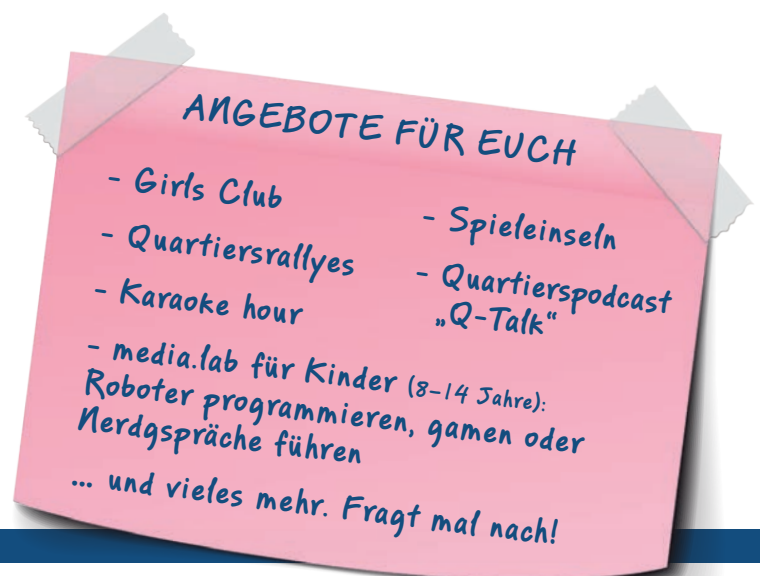 ANGEBOTE FÜR EUCH
- Girls Club
- Quartiersrallyes
- Karaoke hour
- Spieleinseln
- Quartierspodcast
„Q-Talk“
- media.lab für Kinder (8-14 Jahre):
Roboter programmieren, gamen oder
Nerdgspräche führen
... und vieles mehr. Fragt mal nach!